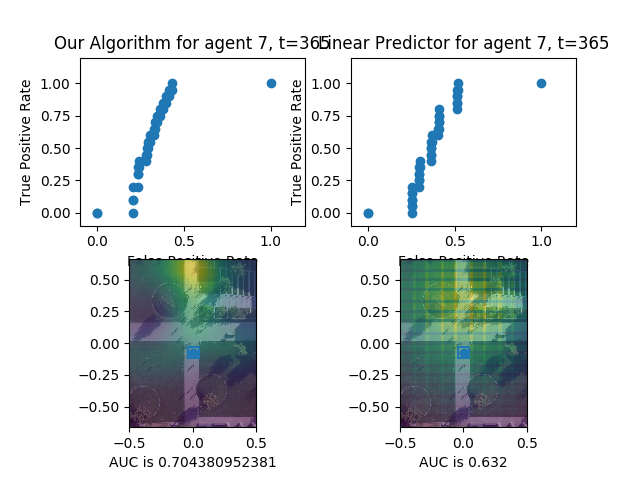 Our Algorithm for agent 7, t=365
Linear Predictor for agent 7, t=365
True Positive Rate
1.00
0.75
0.50
0.25
0.00
0.0 0.5 1.0
False Positive Rate
True Positive Rate
1.00
0.75
0.50
0.25
0.00
0.0 0.5 1.0
False Positive Rate
0.50
0.25
0.00
−0.25
−0.50
−0.5 0.0 0.5
AUC is 0.704380952381
0.50
0.25
0.00
−0.25
−0.50
−0.5 0.0 0.5
AUC is 0.632